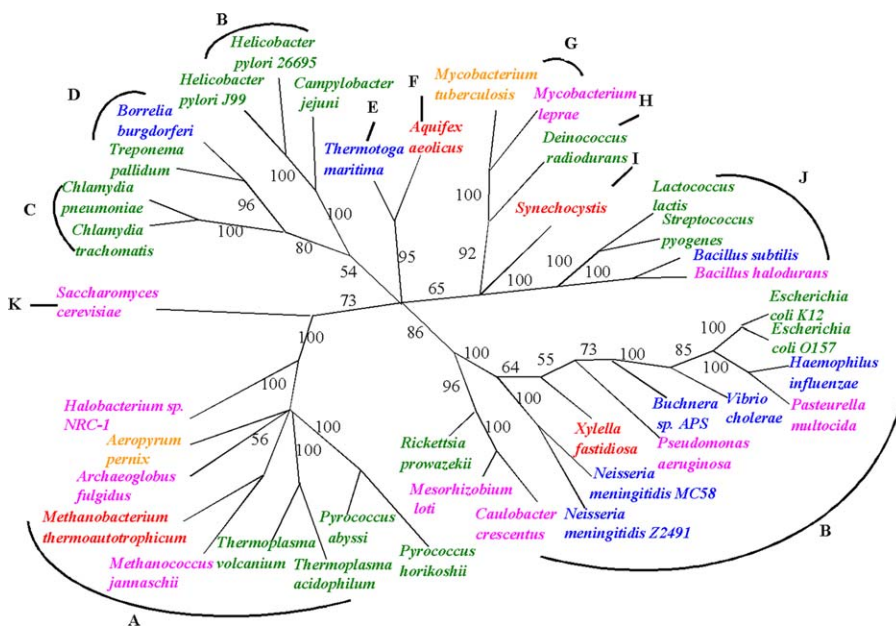 B
Helicobacter
pylori 26695
Helicobacter
pylori J99
Campylobacter
jejuni
D
Borrelia
burgdorferi
Treponema
pallidum
C
Chlamydia
pneumoniae
Chlamydia
trachomatis
E
Thermotoga
maritima
F
Aquifex
aeolicus
G
Mycobacterium
tuberculosis
Mycobacterium
leprae
H
Deinococcus
radiodurans
I
Synechocystis
J
Lactococcus
lactis
Streptococcus
pyogenes
Bacillus subtilis
Bacillus halodurans
100
100
96
100
80
54
95
100
92
65
100
100
100
K
Saccharomyces
cerevisiae
73
86
100
100
Halobacterium sp.
NRC-1
Aeropyrum
pernix
Archaeoglobus
fulgidus
Methanobacterium
thermoautotrophicum
Methanococcus
jannaschii
Thermoplasma
volcanium
Thermoplasma
acidophilum
Pyrococcus
abyssi
Pyrococcus
horikoshii
56
100
100
A
100
96
100
64
100
55
73
100
85
100
100
Rickettsia
prowazekii
Mesorhizobium
loti
Caulobacter
crescentus
Escherichia
coli K12
Escherichia
coli O157
Haemophilus
influenzae
Pasteurella
multocida
Vibrio
cholerae
Buchnera
sp. APS
Pseudomonas
aeruginosa
Xylella
fastidiosa
Neisseria
meningitidis MC58
Neisseria
meningitidis Z2491
B